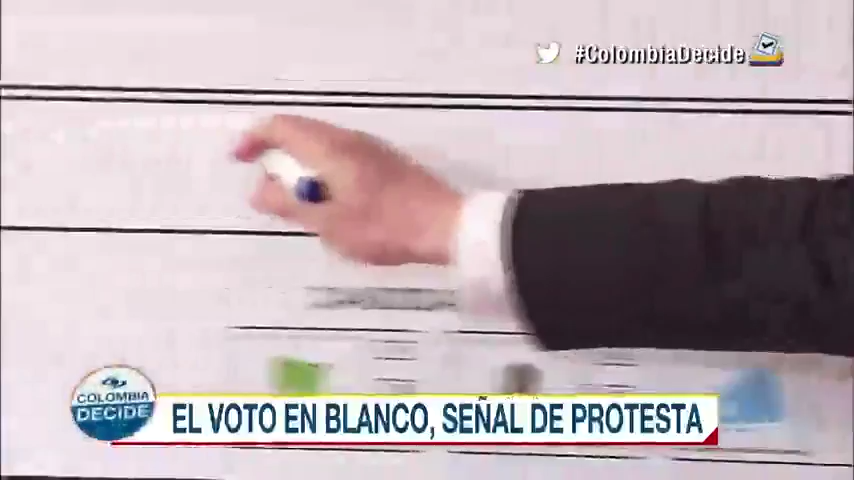 #ColombiaDecide
COLOMBIA
DECIDE
EL VOTO EN BLANCO, SEÑAL DE PROTESTA